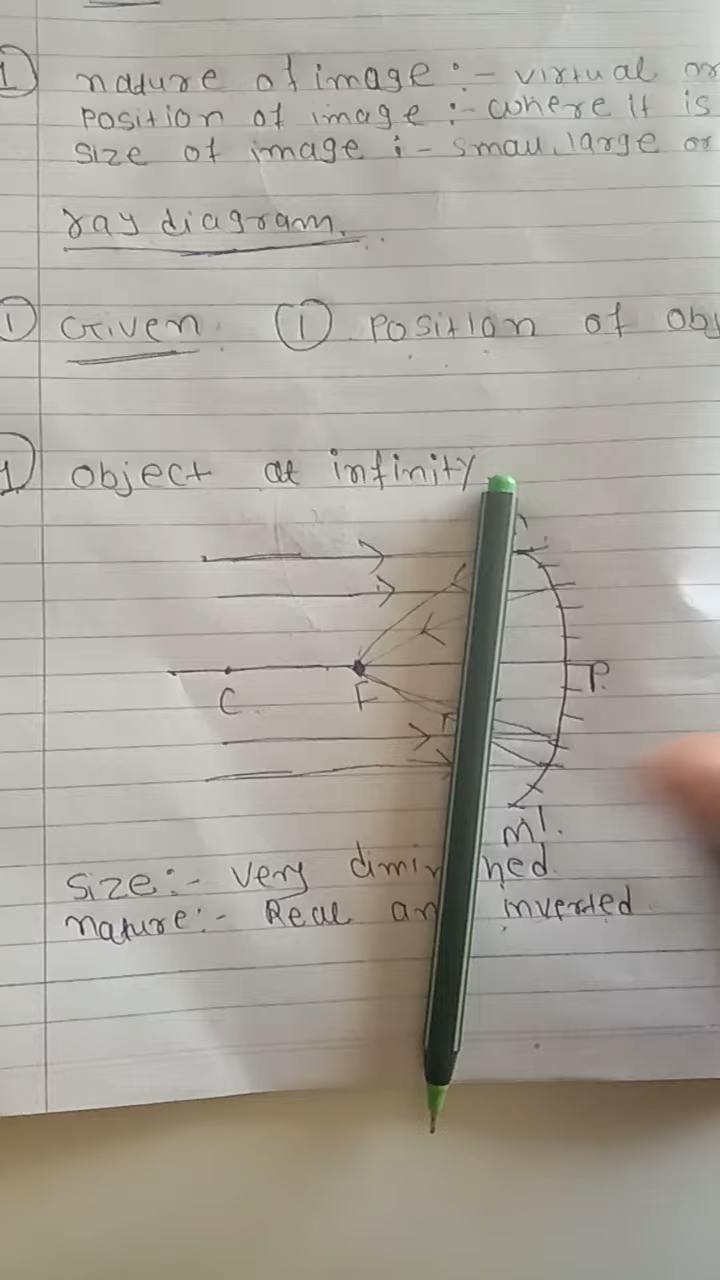 1 nature of image :- virtual or
Position of image :- where it is
Size of image :- small, large or
ray diagram.
1 Given. 1 Position of obj
1 object at infinity
C F P.
M'.
Size :- very dimi hed
nature :- Real an inverted